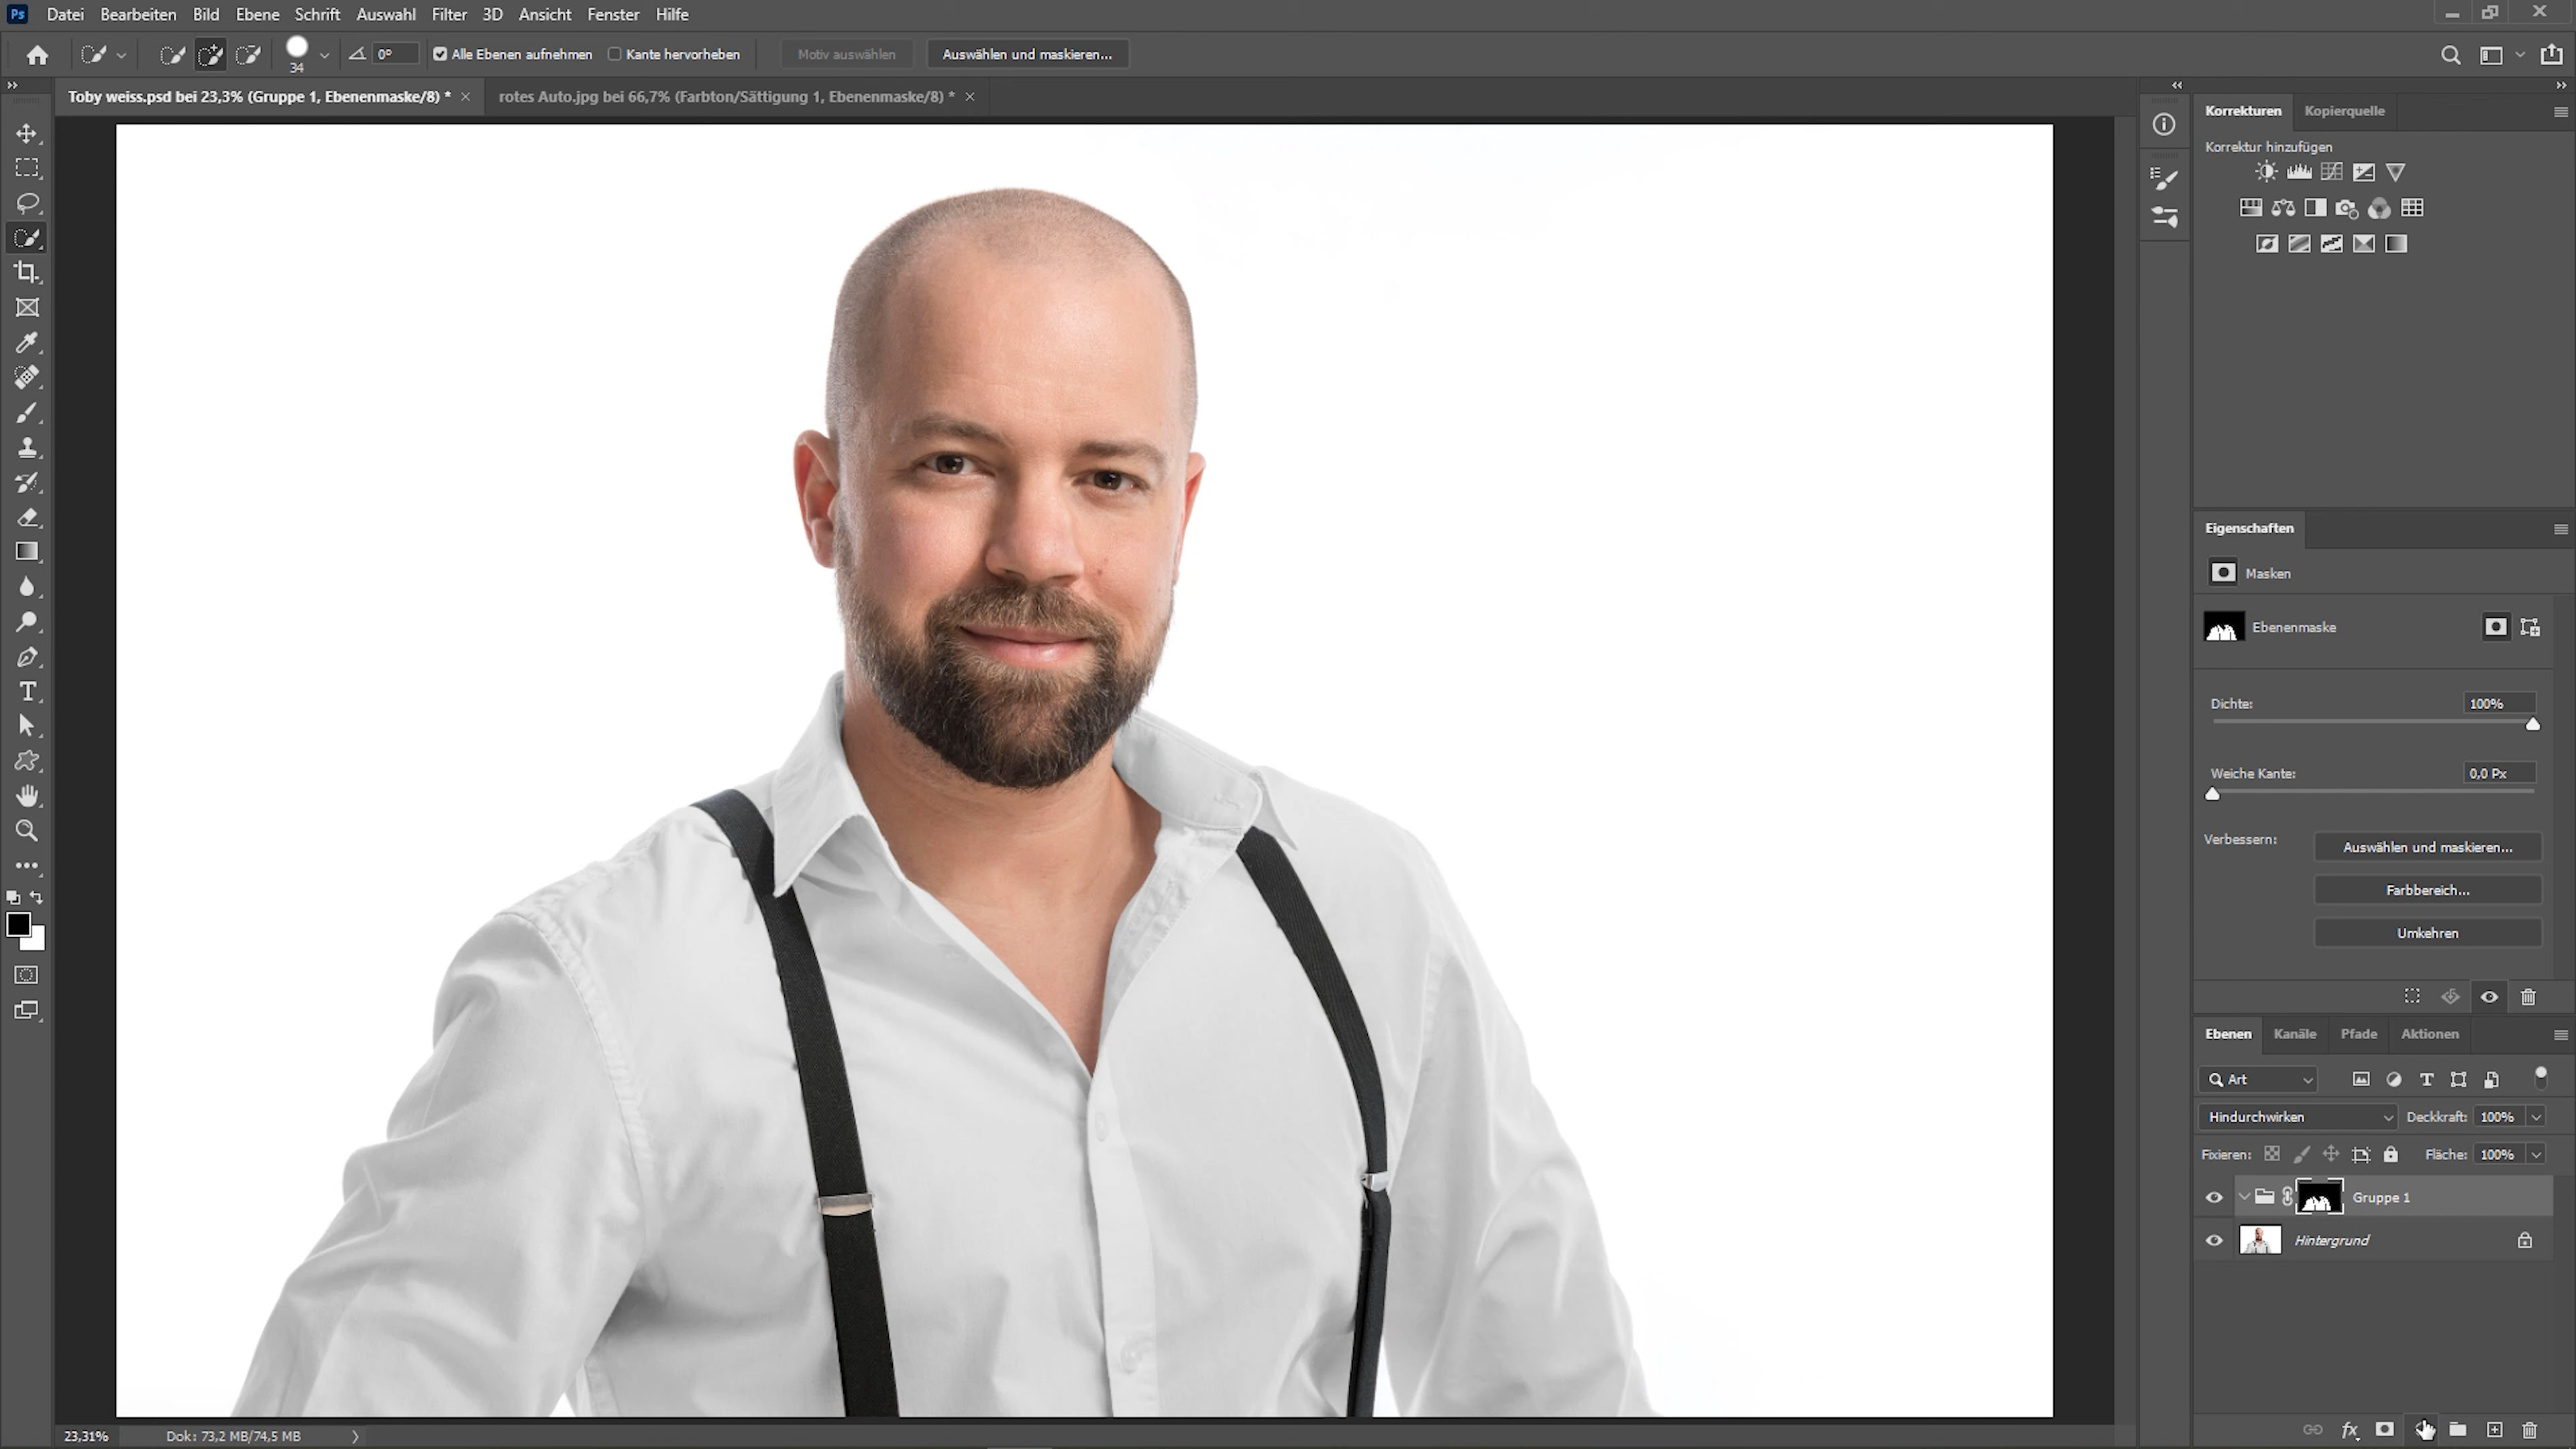 Ps Datei Bearbeiten Bild Ebene Schrift Auswahl Filter 3D Ansicht Fenster Hilfe
34 0° Alle Ebenen aufnehmen Kante hervorheben Motiv auswählen Auswählen und maskieren...
Toby weiss.psd bei 23,3% (Gruppe 1, Ebenenmaske/8) * rotes Auto.jpg bei 66,7% (Farbton/Sättigung 1, Ebenenmaske/8) *
Korrekturen Kopierquelle
Korrektur hinzufügen
Eigenschaften
Masken
Ebenenmaske
Dichte: 100%
Weiche Kante: 0,0 Px
Verbessern: Auswählen und maskieren...
Farbbereich...
Umkehren
Ebenen Kanäle Pfade Aktionen
Art
Hindurchwirken Deckkraft: 100%
Fixieren: Fläche: 100%
Gruppe 1
Hintergrund
fx
23,31% Dok: 73,2 MB/74,5 MB